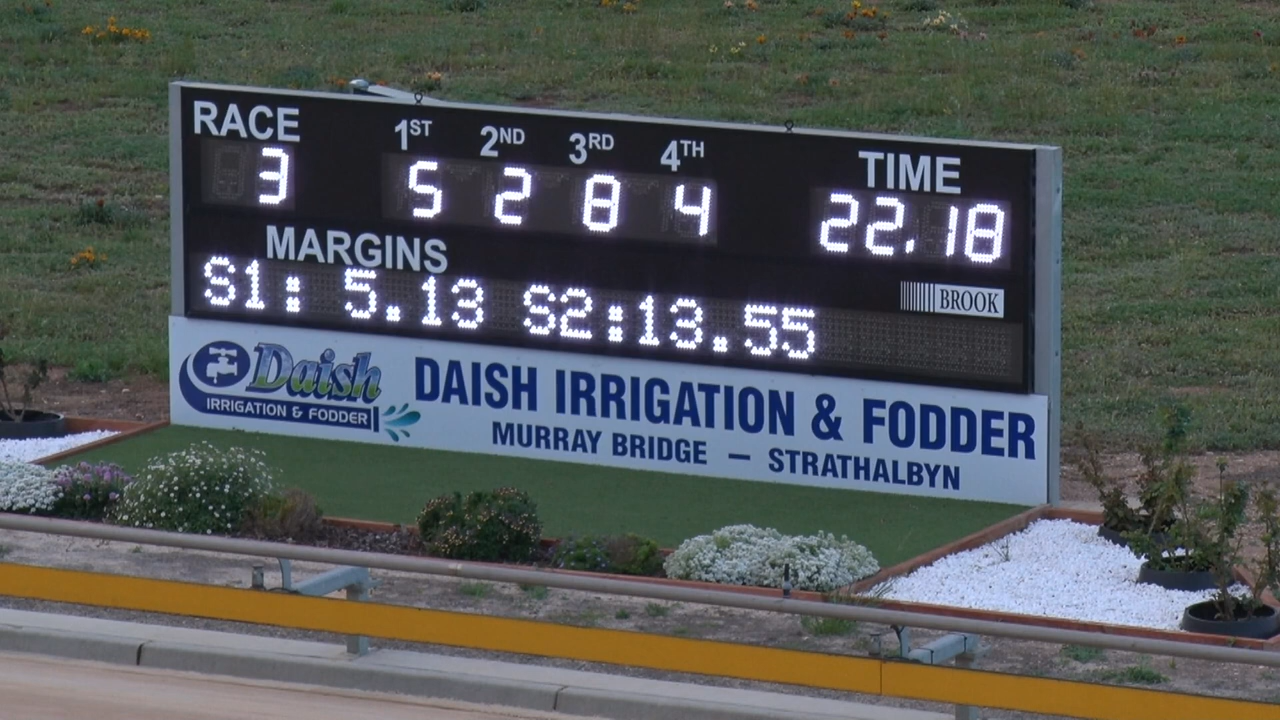 RACE 1ST 2ND 3RD 4TH TIME
3 5 2 8 4 22.18
MARGINS
S1: 5.13 S2:13.55
BROOK
Daish
IRRIGATION & FODDER
DAISH IRRIGATION & FODDER
MURRAY BRIDGE — STRATHALBYN